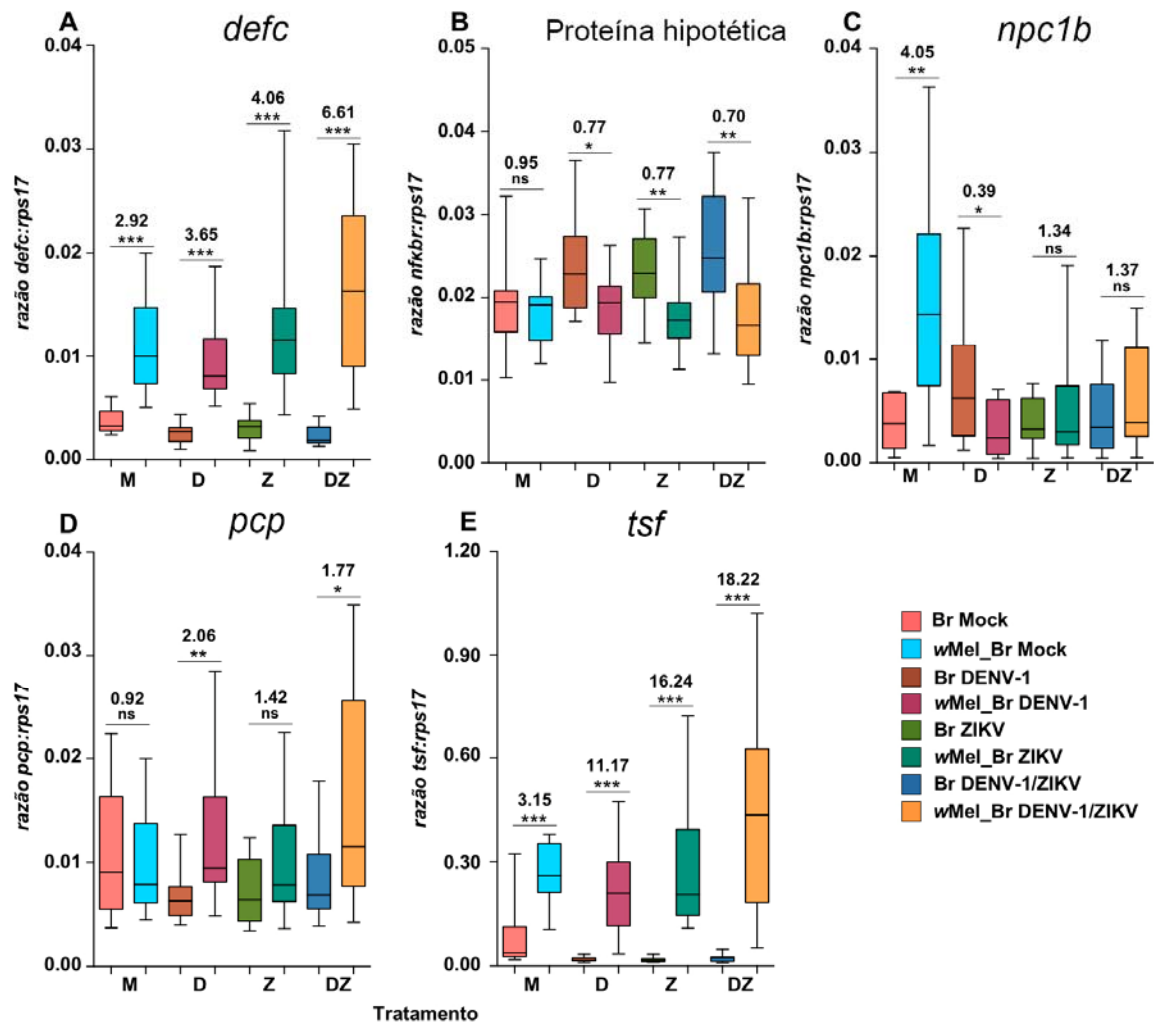 A
defc
0.04
0.03
0.02
0.01
0.00
razão defc:rps17
2.92
***
3.65
***
4.06
***
6.61
***
M
D
Z
DZ
B
Proteína hipotética
0.05
0.04
0.03
0.02
0.01
0.00
razão nfkbr:rps17
0.95
ns
0.77
*
0.77
**
0.70
**
M
D
Z
DZ
C
npc1b
0.04
0.03
0.02
0.01
0.00
razão npc1b:rps17
4.05
**
0.39
*
1.34
ns
1.37
ns
M
D
Z
DZ
D
pcp
0.04
0.03
0.02
0.01
0.00
razão pcp:rps17
0.92
ns
2.06
**
1.42
ns
1.77
*
M
D
Z
DZ
E
tsf
1.20
0.90
0.60
0.30
0.00
razão tsf:rps17
3.15
***
11.17
***
16.24
***
18.22
***
M
D
Z
DZ
Tratamento
Br Mock
wMel_Br Mock
Br DENV-1
wMel_Br DENV-1
Br ZIKV
wMel_Br ZIKV
Br DENV-1/ZIKV
wMel_Br DENV-1/ZIKV